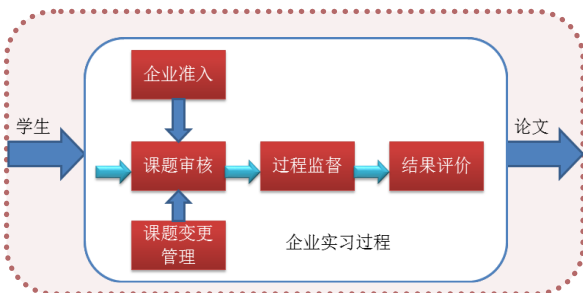 企业准入
学生
论文
课题审核
过程监督
结果评价
课题变更
管理
企业实习过程